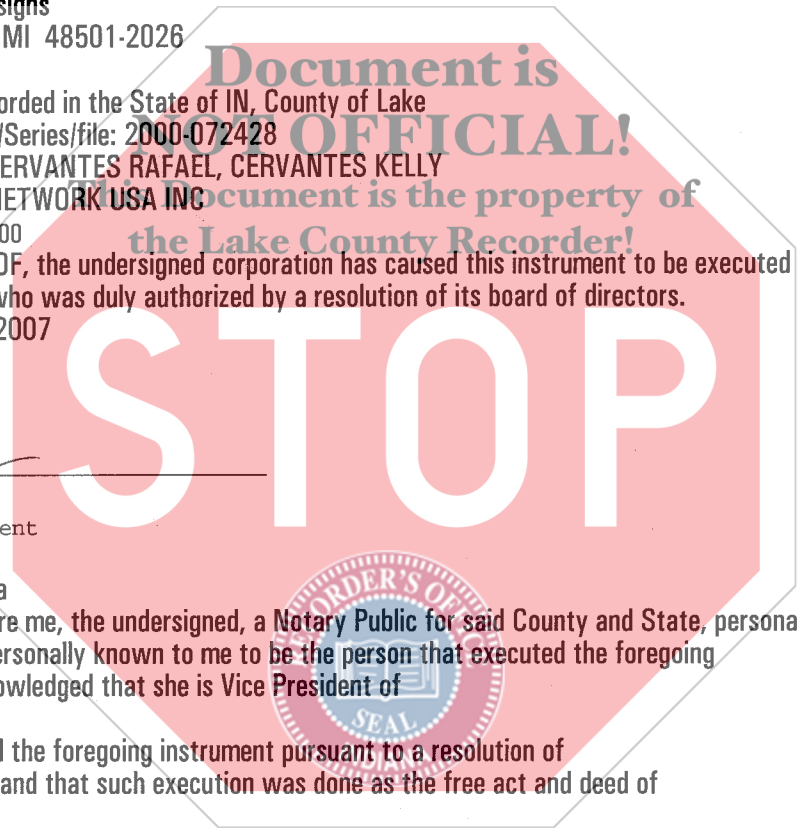 signs
MI 48501-2026
Document is
orded in the State of IN, County of Lake
/Series/file: 2000-072428
NOT OFFICIAL!
ERVANTES RAFAEL, CERVANTES KELLY
This Document is the property of
NETWORK USA INC
00
the Lake County Recorder!
OF, the undersigned corporation has caused this instrument to be executed
who was duly authorized by a resolution of its board of directors.
2007
STOP
ent
a
RECORDER'S OFFICE
re me, the undersigned, a Notary Public for said County and State, persona
ersonally known to me to be the person that executed the foregoing
owledged that she is Vice President of
SEAL
INDIANA
d the foregoing instrument pursuant to a resolution of
and that such execution was done as the free act and deed of